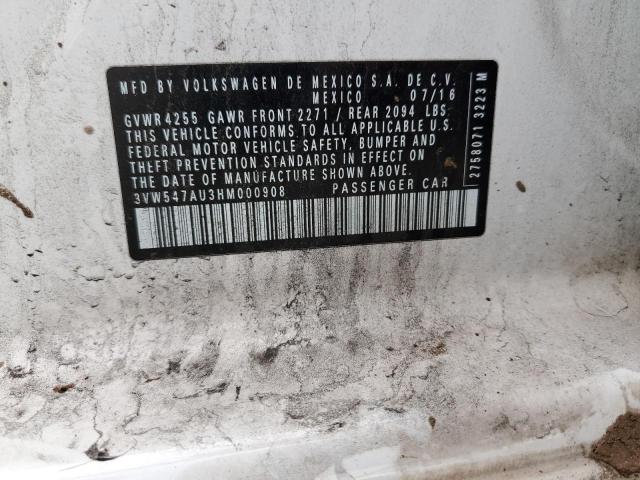 MFD BY VOLKSWAGEN DE MEXICO S.A. DE C.V.
MEXICO 07/16
GVWR 4255 GAWR FRONT 2271 / REAR 2094 LBS
THIS VEHICLE CONFORMS TO ALL APPLICABLE U.S.
FEDERAL MOTOR VEHICLE SAFETY, BUMPER AND
THEFT PREVENTION STANDARDS IN EFFECT ON
THE DATE OF MANUFACTURE SHOWN ABOVE.
3VW547AU3HM000908 PASSENGER CAR
2758071 3223 M